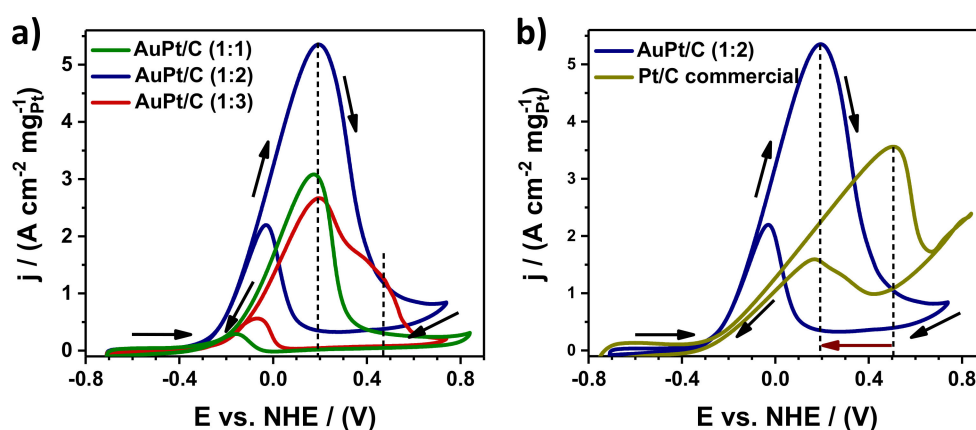 a)
AuPt/C (1:1)
AuPt/C (1:2)
AuPt/C (1:3)
j / (A cm⁻² mg⁻¹Pt)
5
4
3
2
1
0
-0.8
-0.4
0.0
0.4
0.8
E vs. NHE / (V)
b)
AuPt/C (1:2)
Pt/C commercial
j / (A cm⁻² mg⁻¹Pt)
5
4
3
2
1
0
-0.8
-0.4
0.0
0.4
0.8
E vs. NHE / (V)